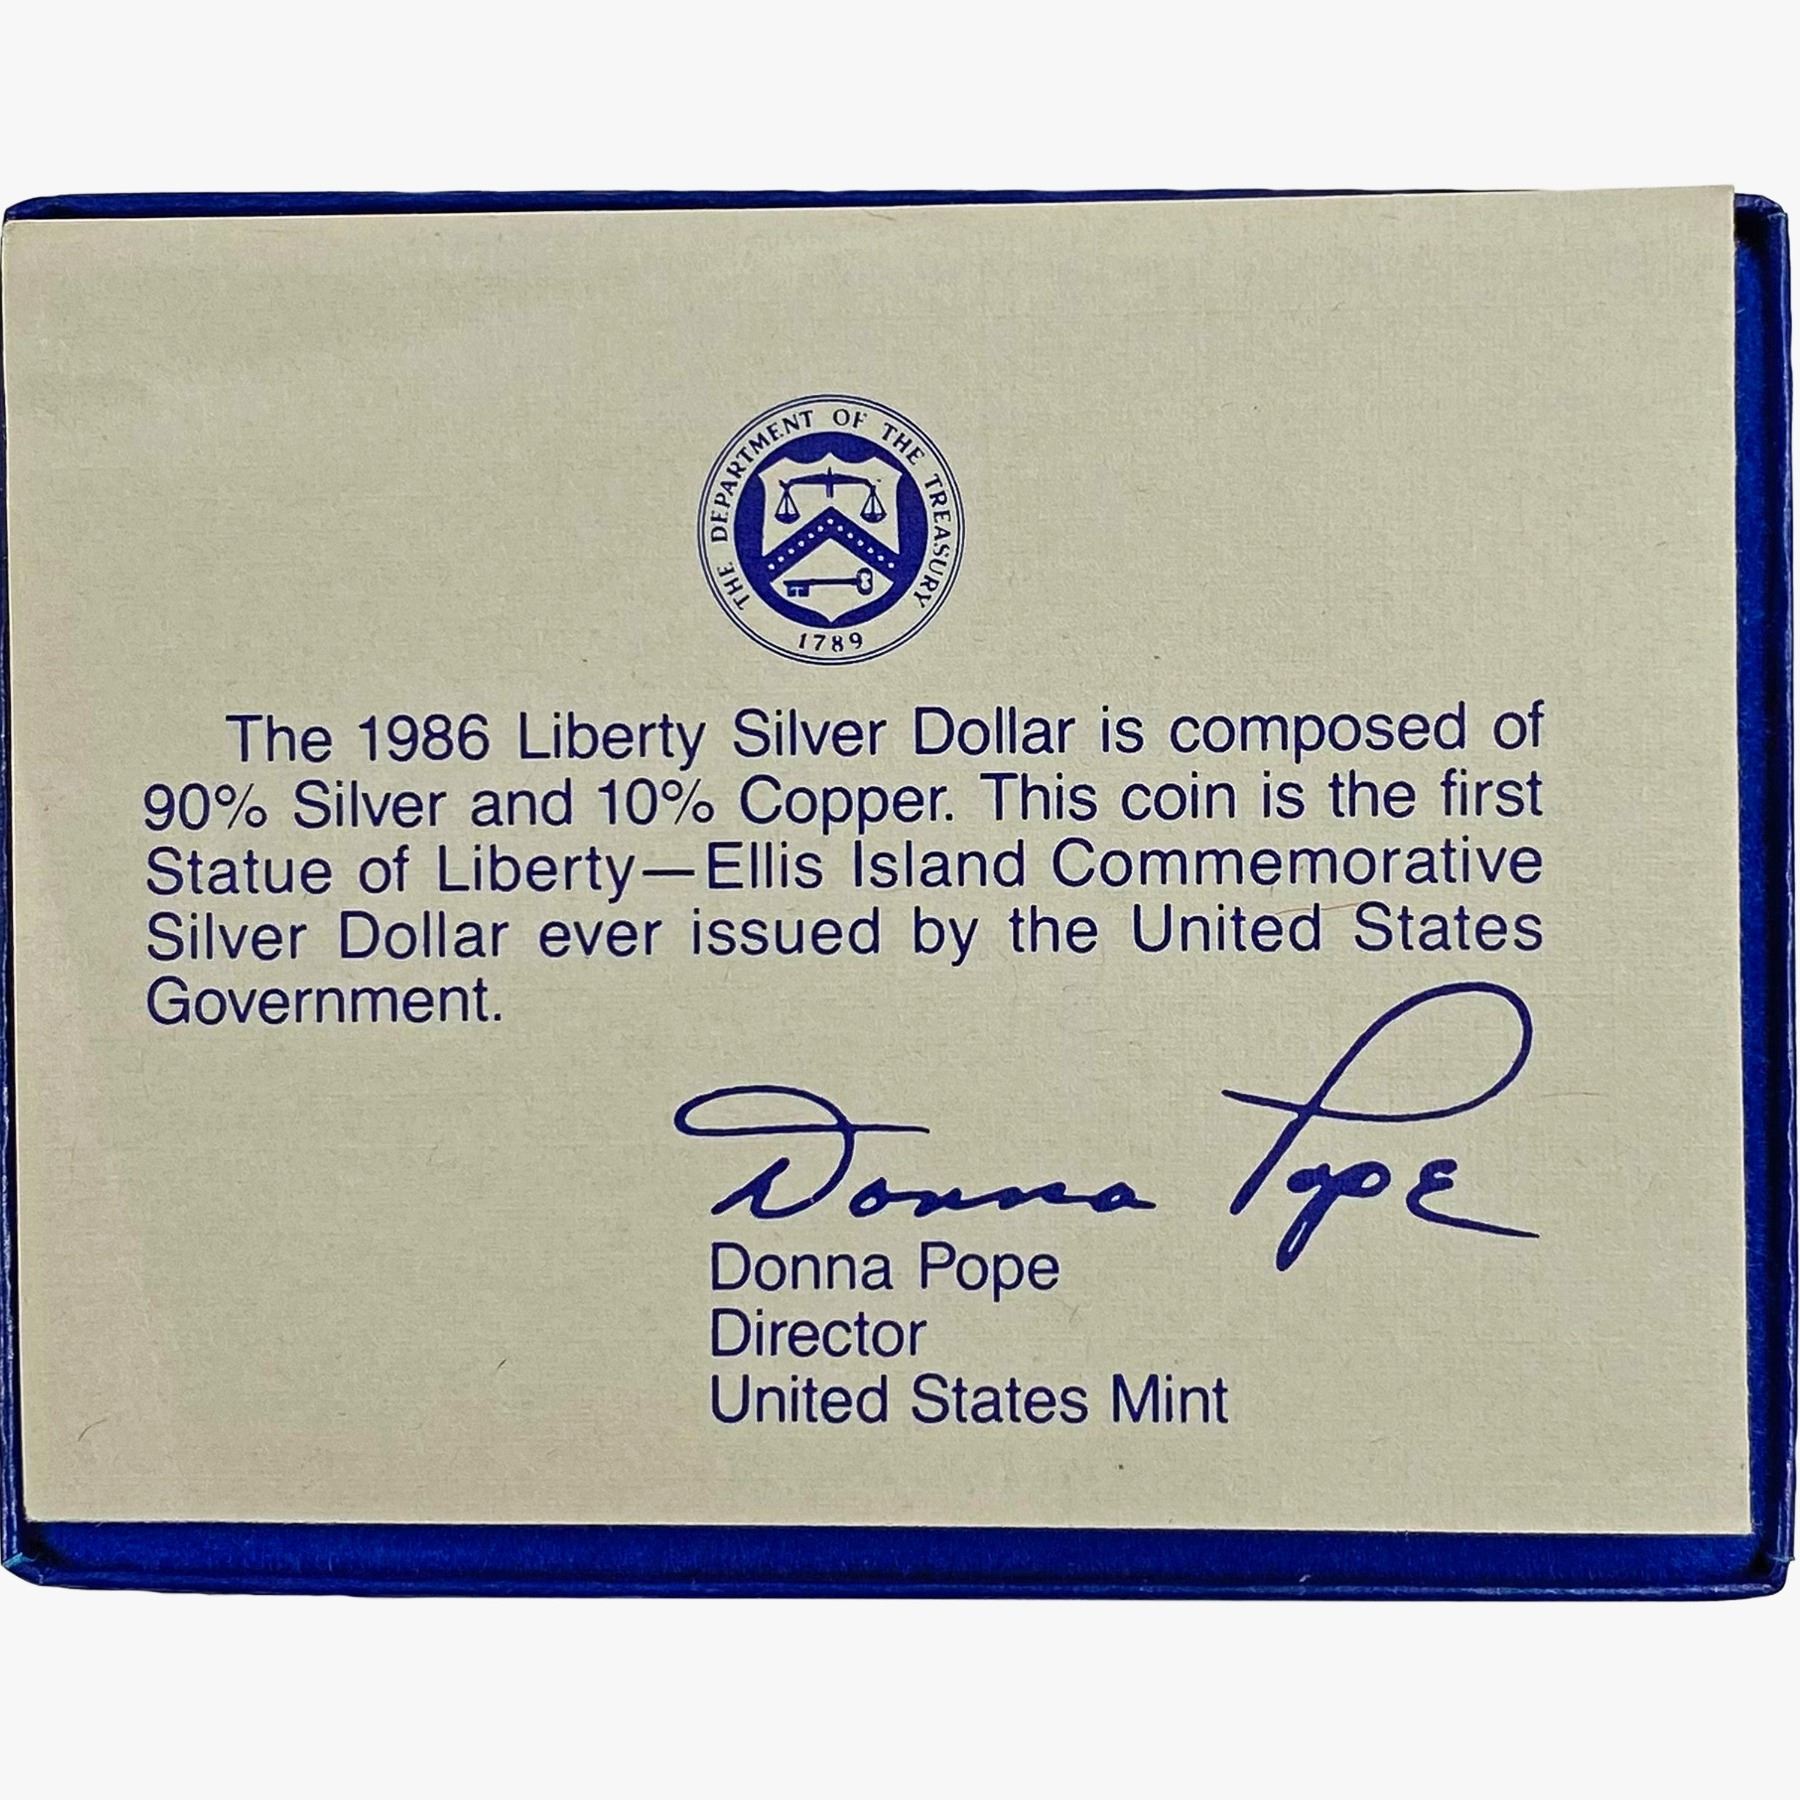 THE DEPARTMENT OF THE TREASURY
1789
The 1986 Liberty Silver Dollar is composed of
90% Silver and 10% Copper. This coin is the first
Statue of Liberty—Ellis Island Commemorative
Silver Dollar ever issued by the United States
Government.
Donna Pope
Donna Pope
Director
United States Mint